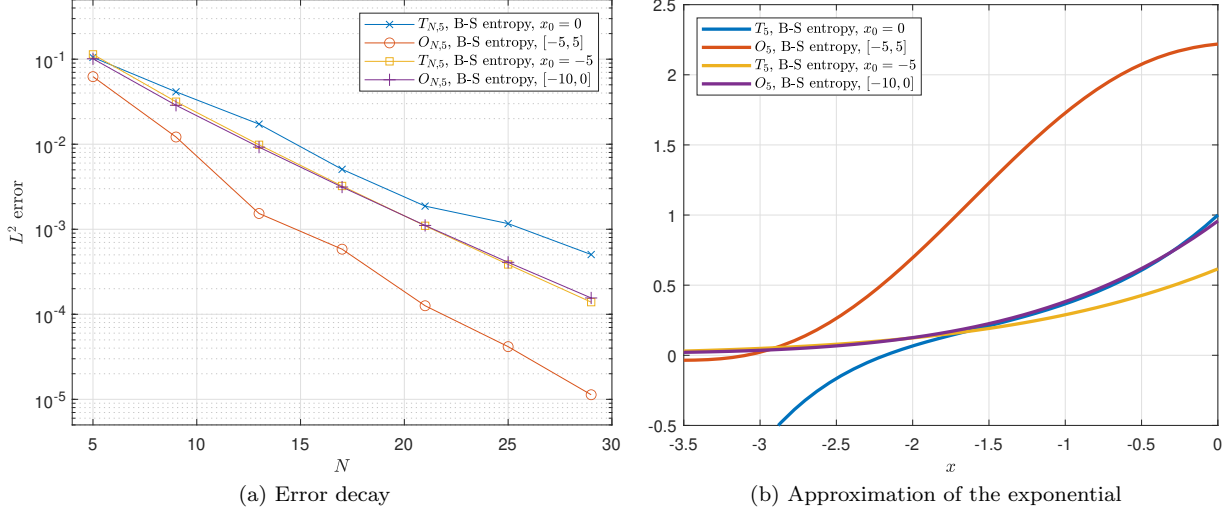 $T_{N,5}$, B-S entropy, $x_0 = 0$
$O_{N,5}$, B-S entropy, $[-5, 5]$
$T_{N,5}$, B-S entropy, $x_0 = -5$
$O_{N,5}$, B-S entropy, $[-10, 0]$
$10^{-1}$
$10^{-2}$
$10^{-3}$
$10^{-4}$
$10^{-5}$
$L^2$ error
5 10 15 20 25 30
$N$
(a) Error decay
$T_5$, B-S entropy, $x_0 = 0$
$O_5$, B-S entropy, $[-5, 5]$
$T_5$, B-S entropy, $x_0 = -5$
$O_5$, B-S entropy, $[-10, 0]$
2.5
2
1.5
1
0.5
0
-0.5
-3.5 -3 -2.5 -2 -1.5 -1 -0.5 0
$x$
(b) Approximation of the exponential